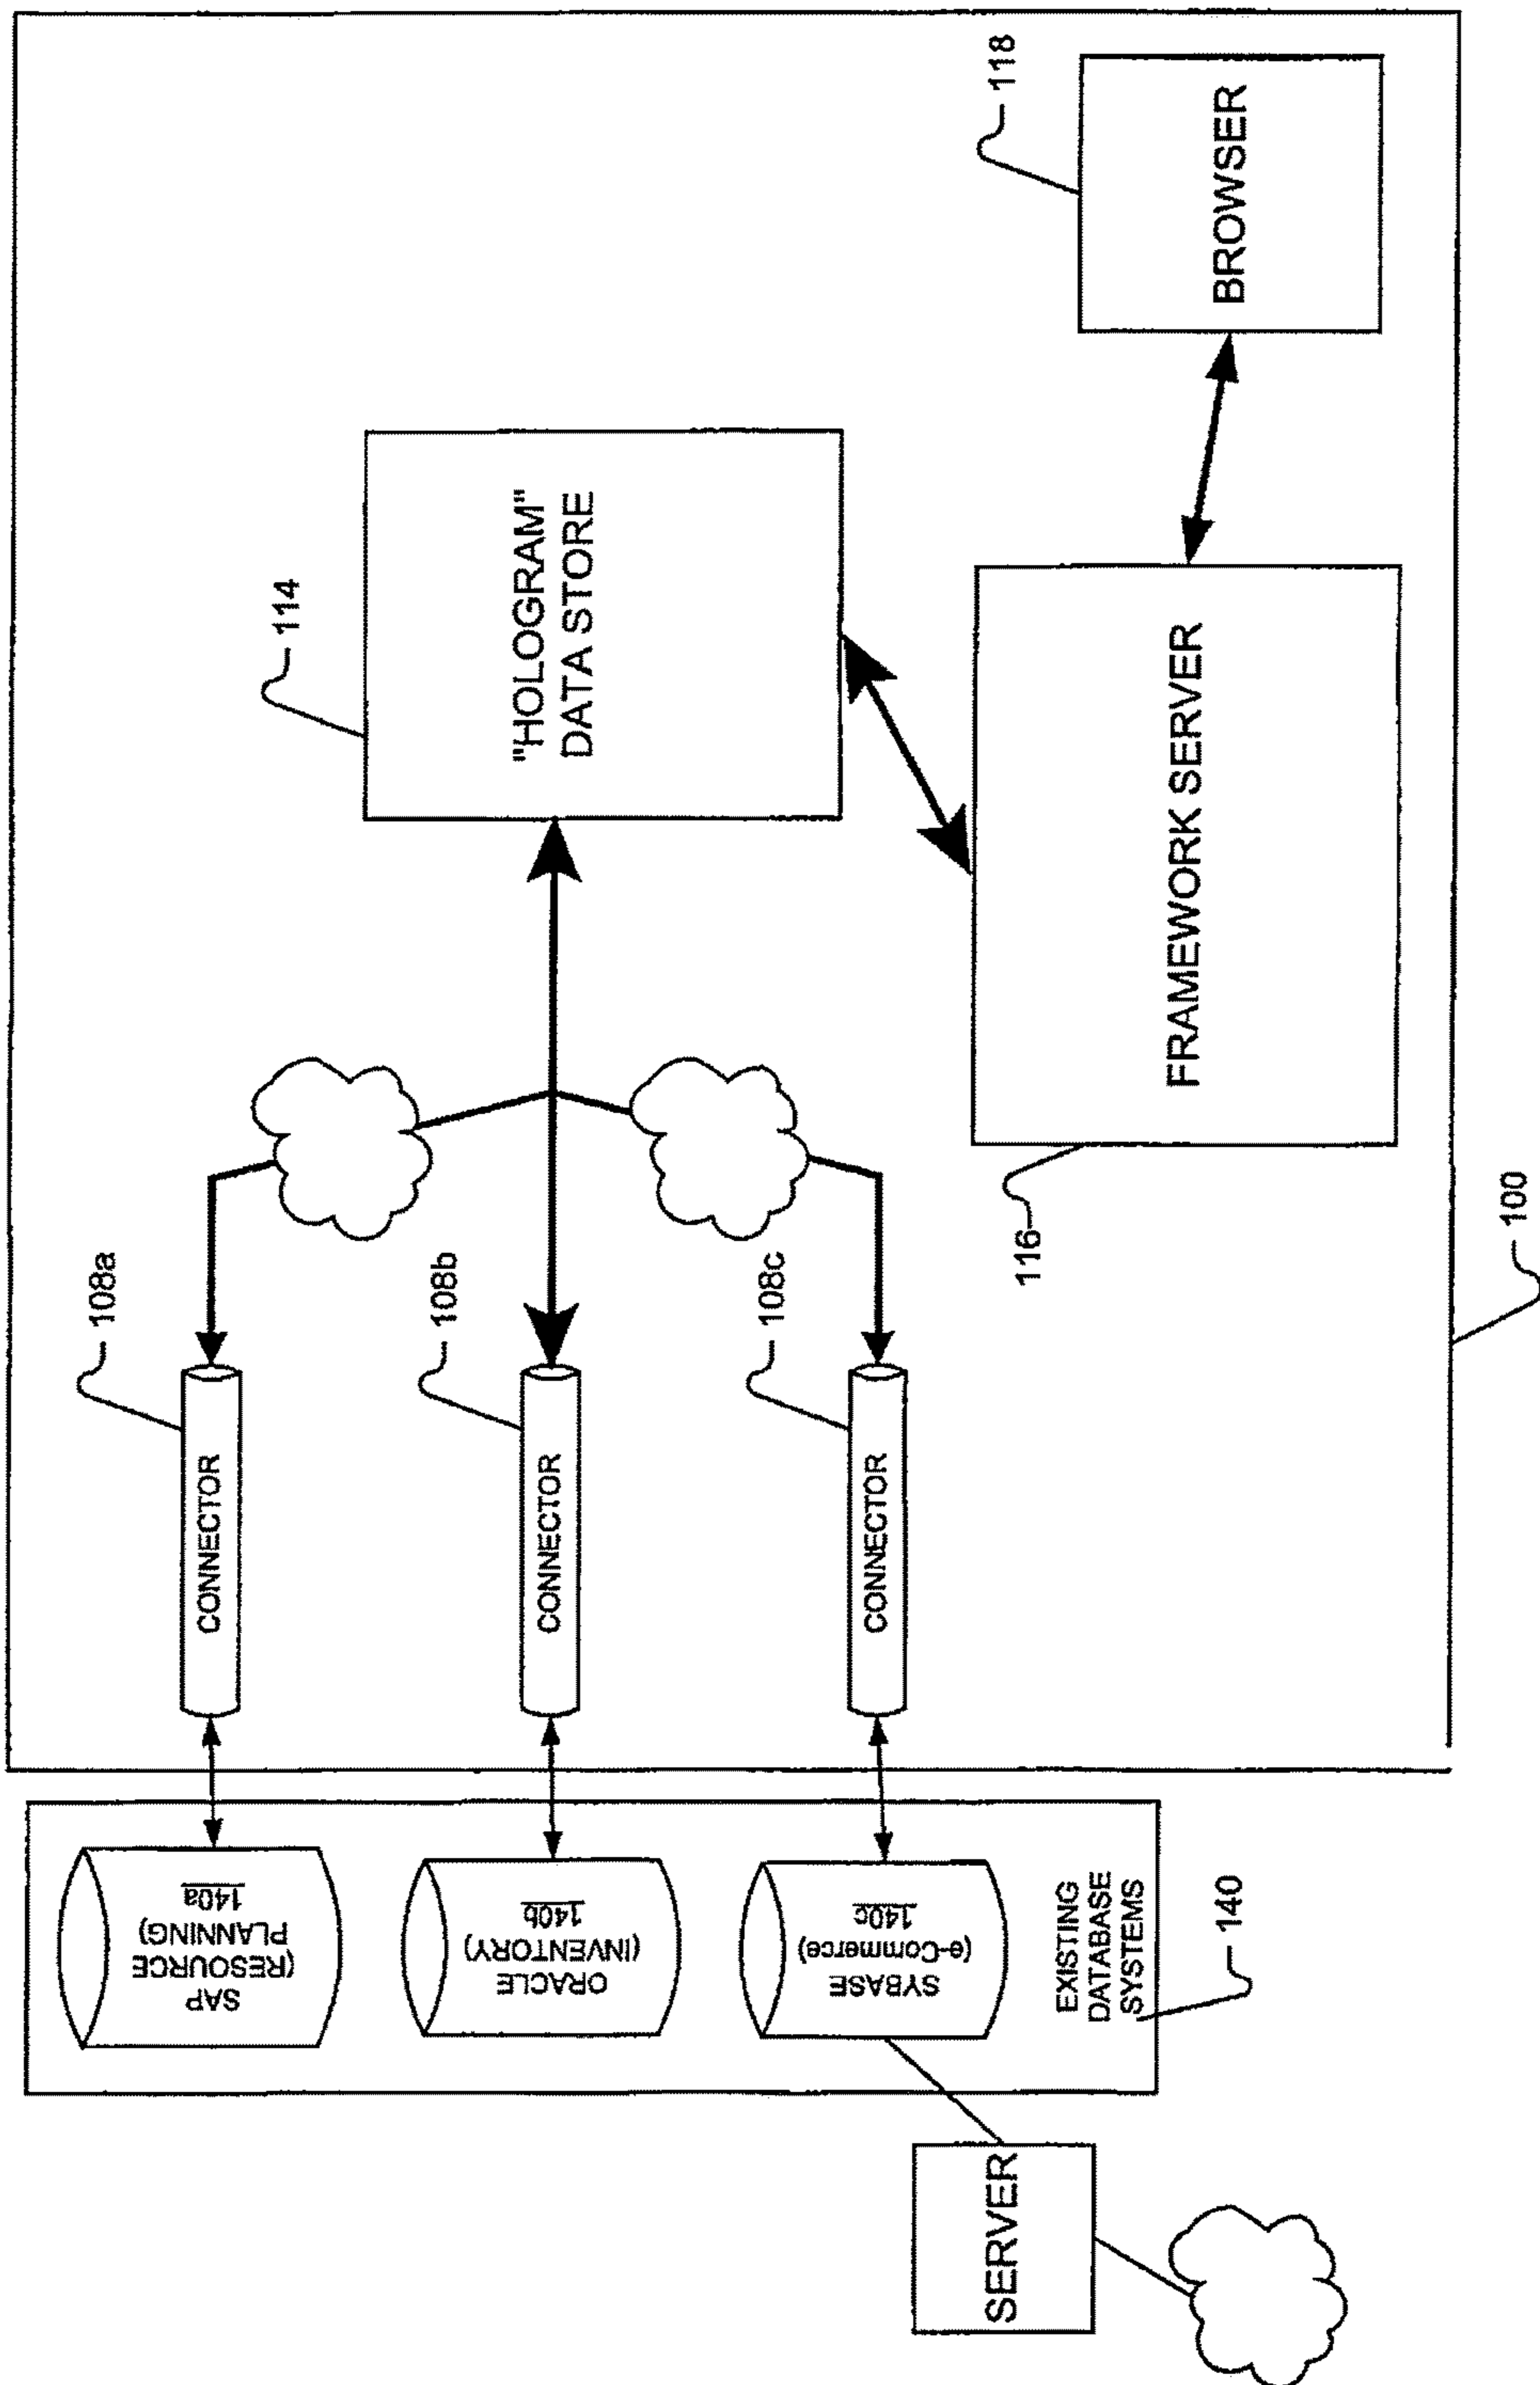 SAP
(RESOURCE
PLANNING)
140a
ORACLE
(INVENTORY)
140b
SYBASE
(e-Commerce)
140c
EXISTING
DATABASE
SYSTEMS
140
SERVER
CONNECTOR
108a
CONNECTOR
108b
CONNECTOR
108c
"HOLOGRAM"
DATA STORE
114
FRAMEWORK SERVER
116
BROWSER
118
100